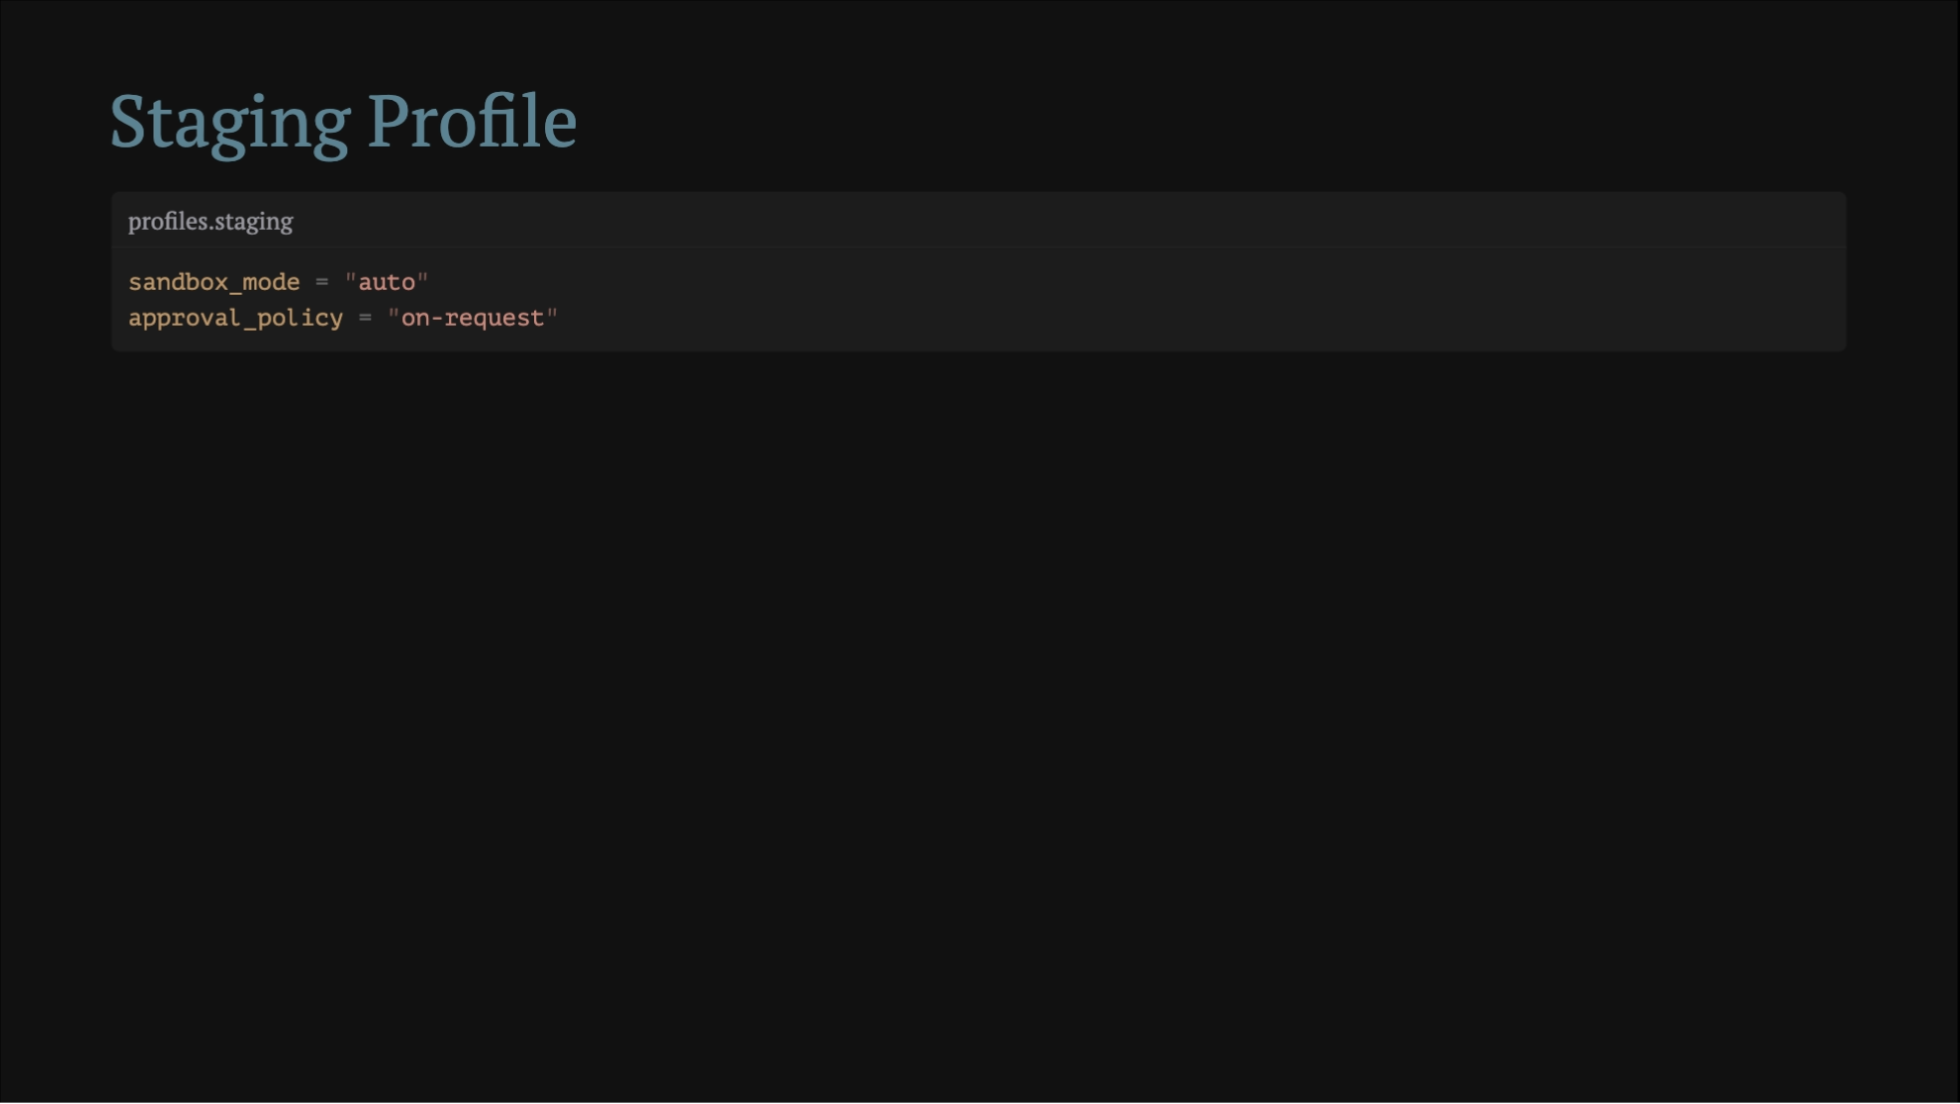 Staging Profile
profiles.staging
sandbox_mode = "auto"
approval_policy = "on-request"